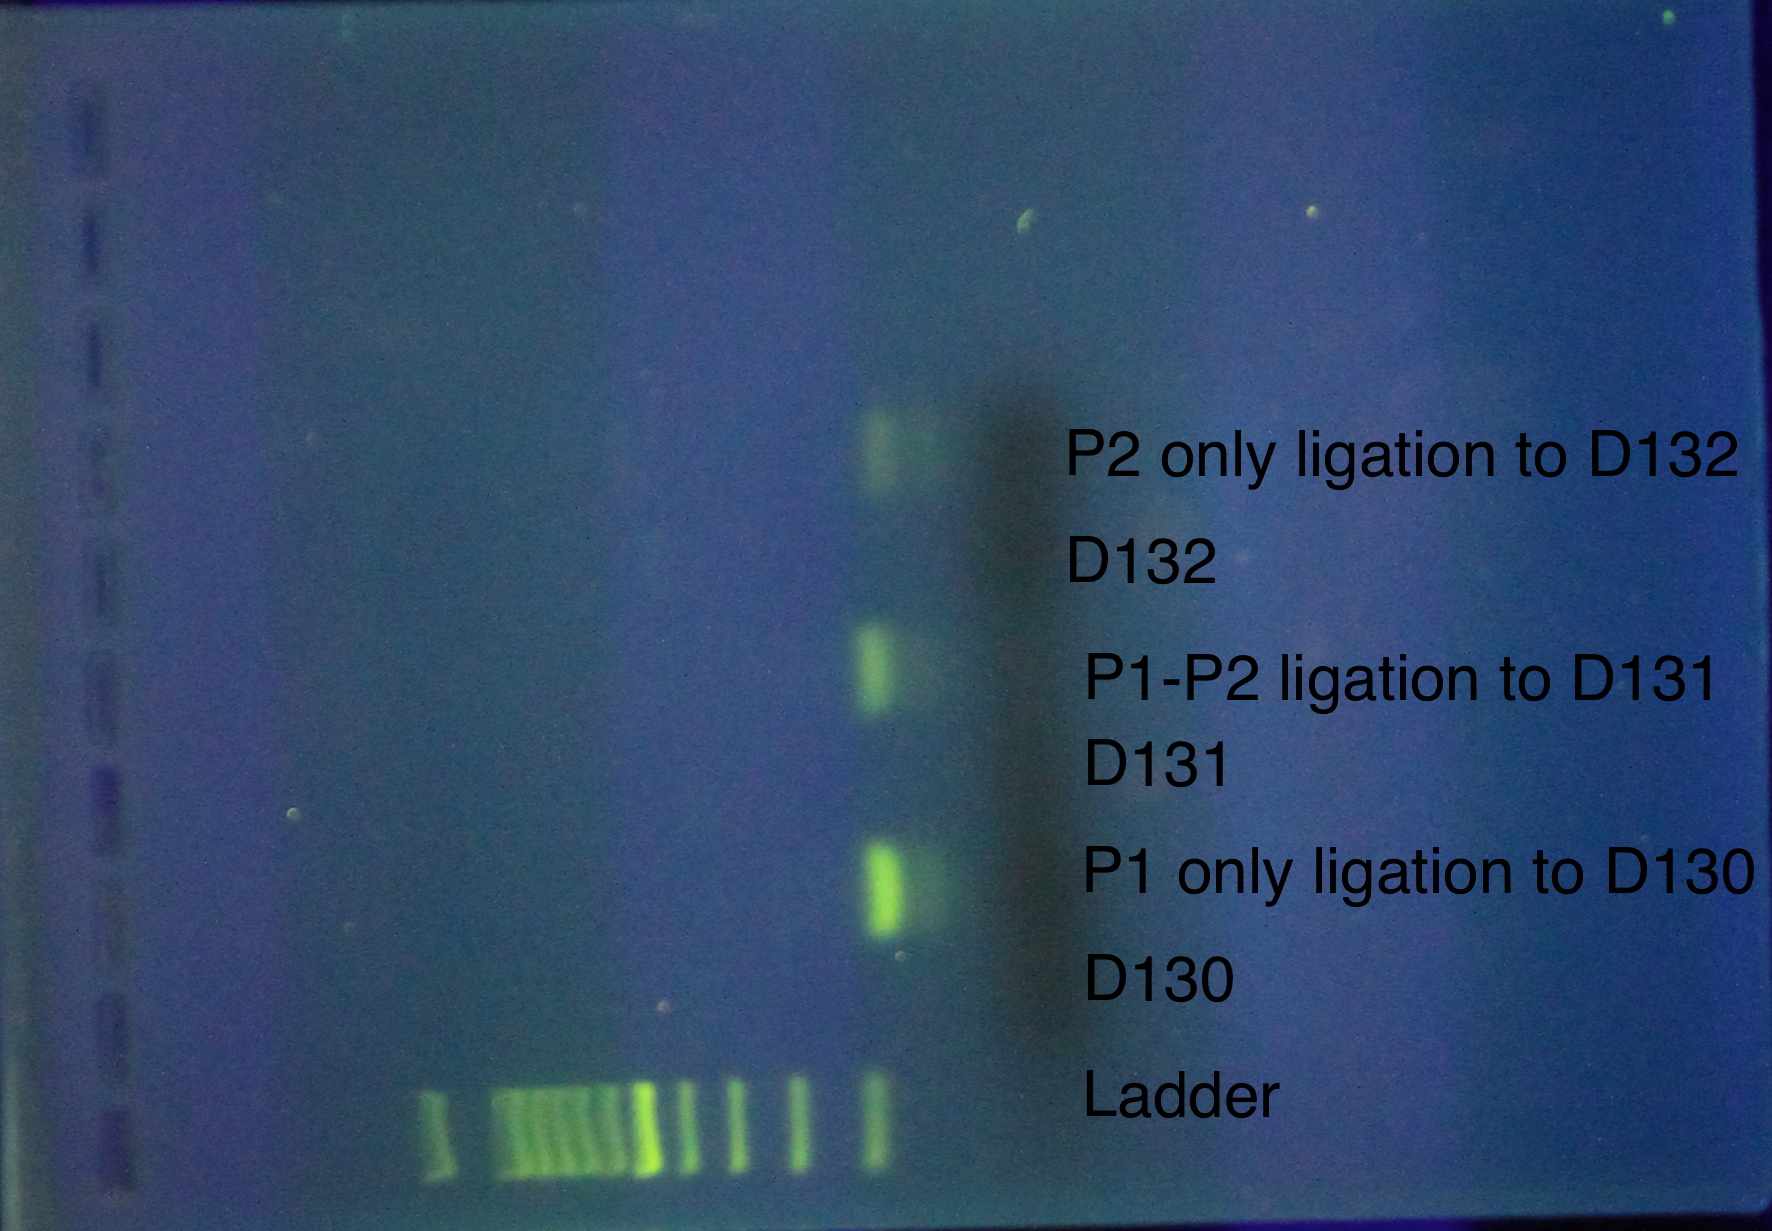 P2 only ligation to D132
D132
P1-P2 ligation to D131
D131
P1 only ligation to D130
D130
Ladder